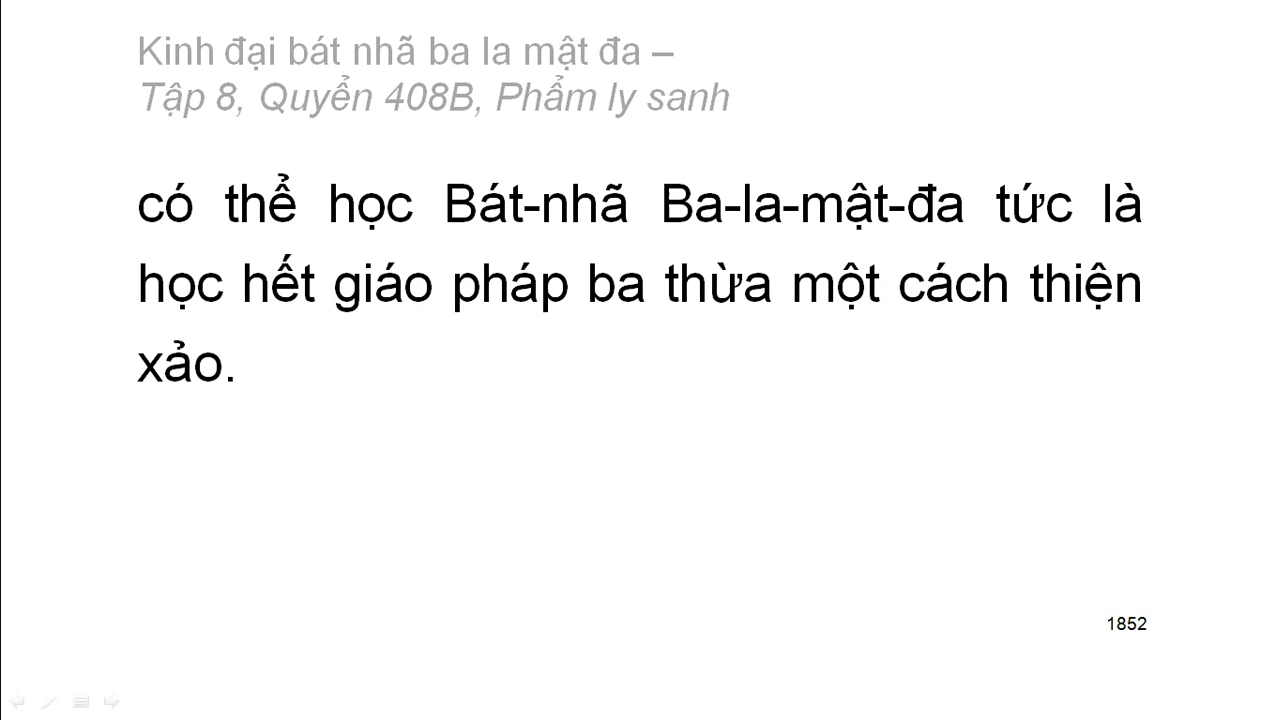 Kinh đại bát nhã ba la mật đa –
Tập 8, Quyển 408B, Phẩm ly sanh
có thể học Bát-nhã Ba-la-mật-đa tức là
học hết giáo pháp ba thừa một cách thiện
xảo.
1852